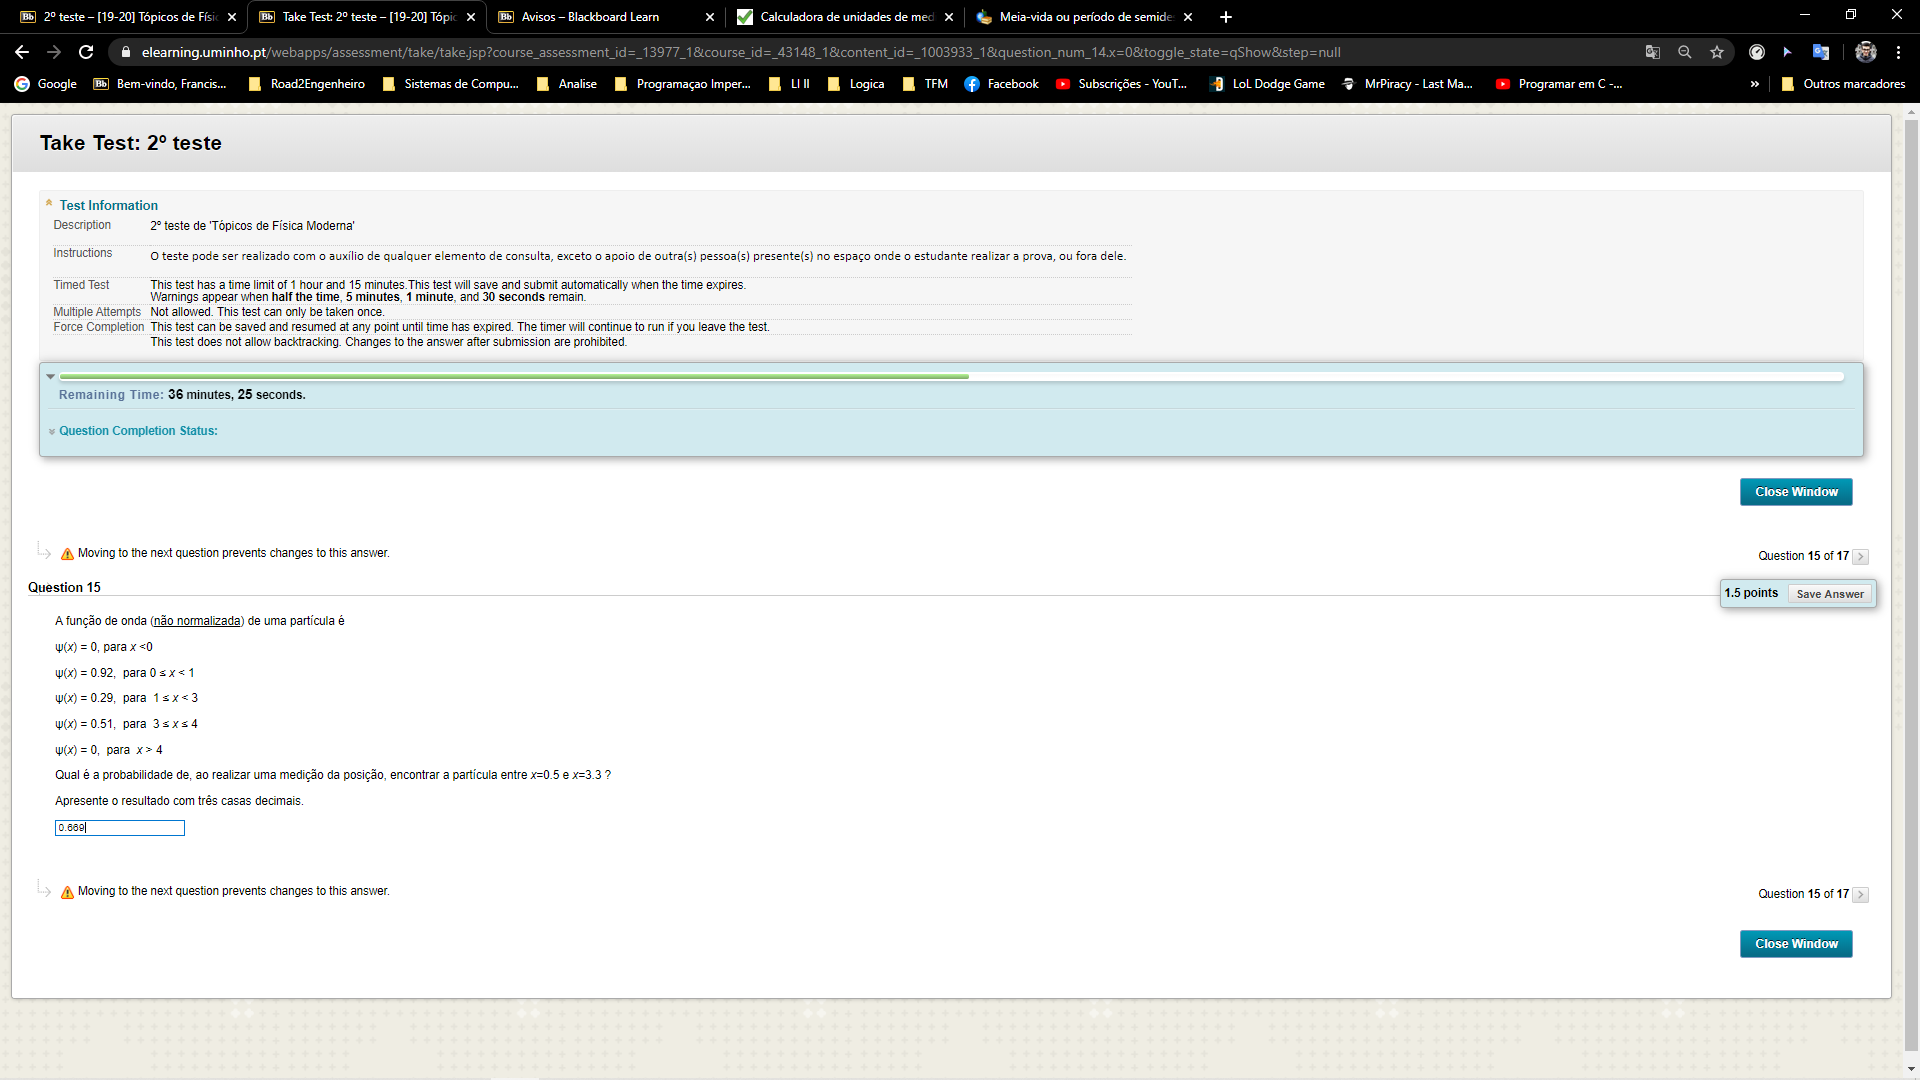 2º teste – [19-20] Tópicos de Físi
Take Test: 2º teste – [19-20] Tópic
Avisos – Blackboard Learn
Calculadora de unidades de med
Meia-vida ou período de semide
elearning.uminho.pt/webapps/assessment/take/take.jsp?course_assessment_id=_13977_1&course_id=_43148_1&content_id=_1003933_1&question_num_14.x=0&toggle_state=qShow&step=null
Google
Bb Bem-vindo, Francis...
Road2Engenheiro
Sistemas de Compu...
Analise
Programaçao Imper...
LI II
Logica
TFM
Facebook
Subscrições - YouT...
LoL Dodge Game
MrPiracy - Last Ma...
Programar em C -...
»
Outros marcadores
Take Test: 2º teste
Test Information
Description 2º teste de 'Tópicos de Física Moderna'
Instructions O teste pode ser realizado com o auxílio de qualquer elemento de consulta, exceto o apoio de outra(s) pessoa(s) presente(s) no espaço onde o estudante realizar a prova, ou fora dele.
Timed Test This test has a time limit of 1 hour and 15 minutes.This test will save and submit automatically when the time expires.
Warnings appear when half the time, 5 minutes, 1 minute, and 30 seconds remain.
Multiple Attempts Not allowed. This test can only be taken once.
Force Completion This test can be saved and resumed at any point until time has expired. The timer will continue to run if you leave the test.
This test does not allow backtracking. Changes to the answer after submission are prohibited.
Remaining Time: 36 minutes, 25 seconds.
Question Completion Status:
Close Window
Moving to the next question prevents changes to this answer.
Question 15 of 17
Question 15
1.5 points Save Answer
A função de onda (não normalizada) de uma partícula é
ψ(x) = 0, para x <0
ψ(x) = 0.92, para 0 ≤ x < 1
ψ(x) = 0.29, para 1 ≤ x < 3
ψ(x) = 0.51, para 3 ≤ x ≤ 4
ψ(x) = 0, para x > 4
Qual é a probabilidade de, ao realizar uma medição da posição, encontrar a partícula entre x=0.5 e x=3.3 ?
Apresente o resultado com três casas decimais.
0.669
Moving to the next question prevents changes to this answer.
Question 15 of 17
Close Window